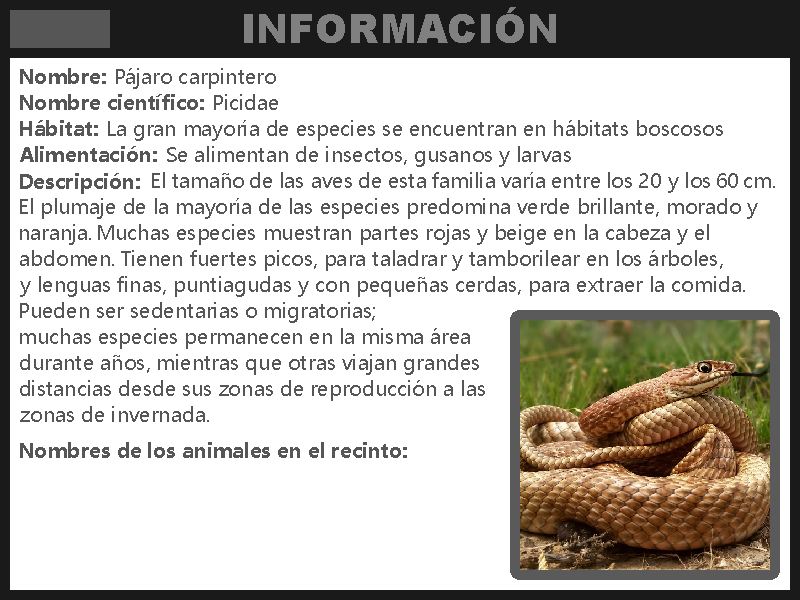 INFORMACIÓN
Nombre: Pájaro carpintero
Nombre científico: Picidae
Hábitat: La gran mayoría de especies se encuentran en hábitats boscosos
Alimentación: Se alimentan de insectos, gusanos y larvas
Descripción: El tamaño de las aves de esta familia varía entre los 20 y los 60 cm.
El plumaje de la mayoría de las especies predomina verde brillante, morado y
naranja. Muchas especies muestran partes rojas y beige en la cabeza y el
abdomen. Tienen fuertes picos, para taladrar y tamborilear en los árboles,
y lenguas finas, puntiagudas y con pequeñas cerdas, para extraer la comida.
Pueden ser sedentarias o migratorias;
muchas especies permanecen en la misma área
durante años, mientras que otras viajan grandes
distancias desde sus zonas de reproducción a las
zonas de invernada.
Nombres de los animales en el recinto: